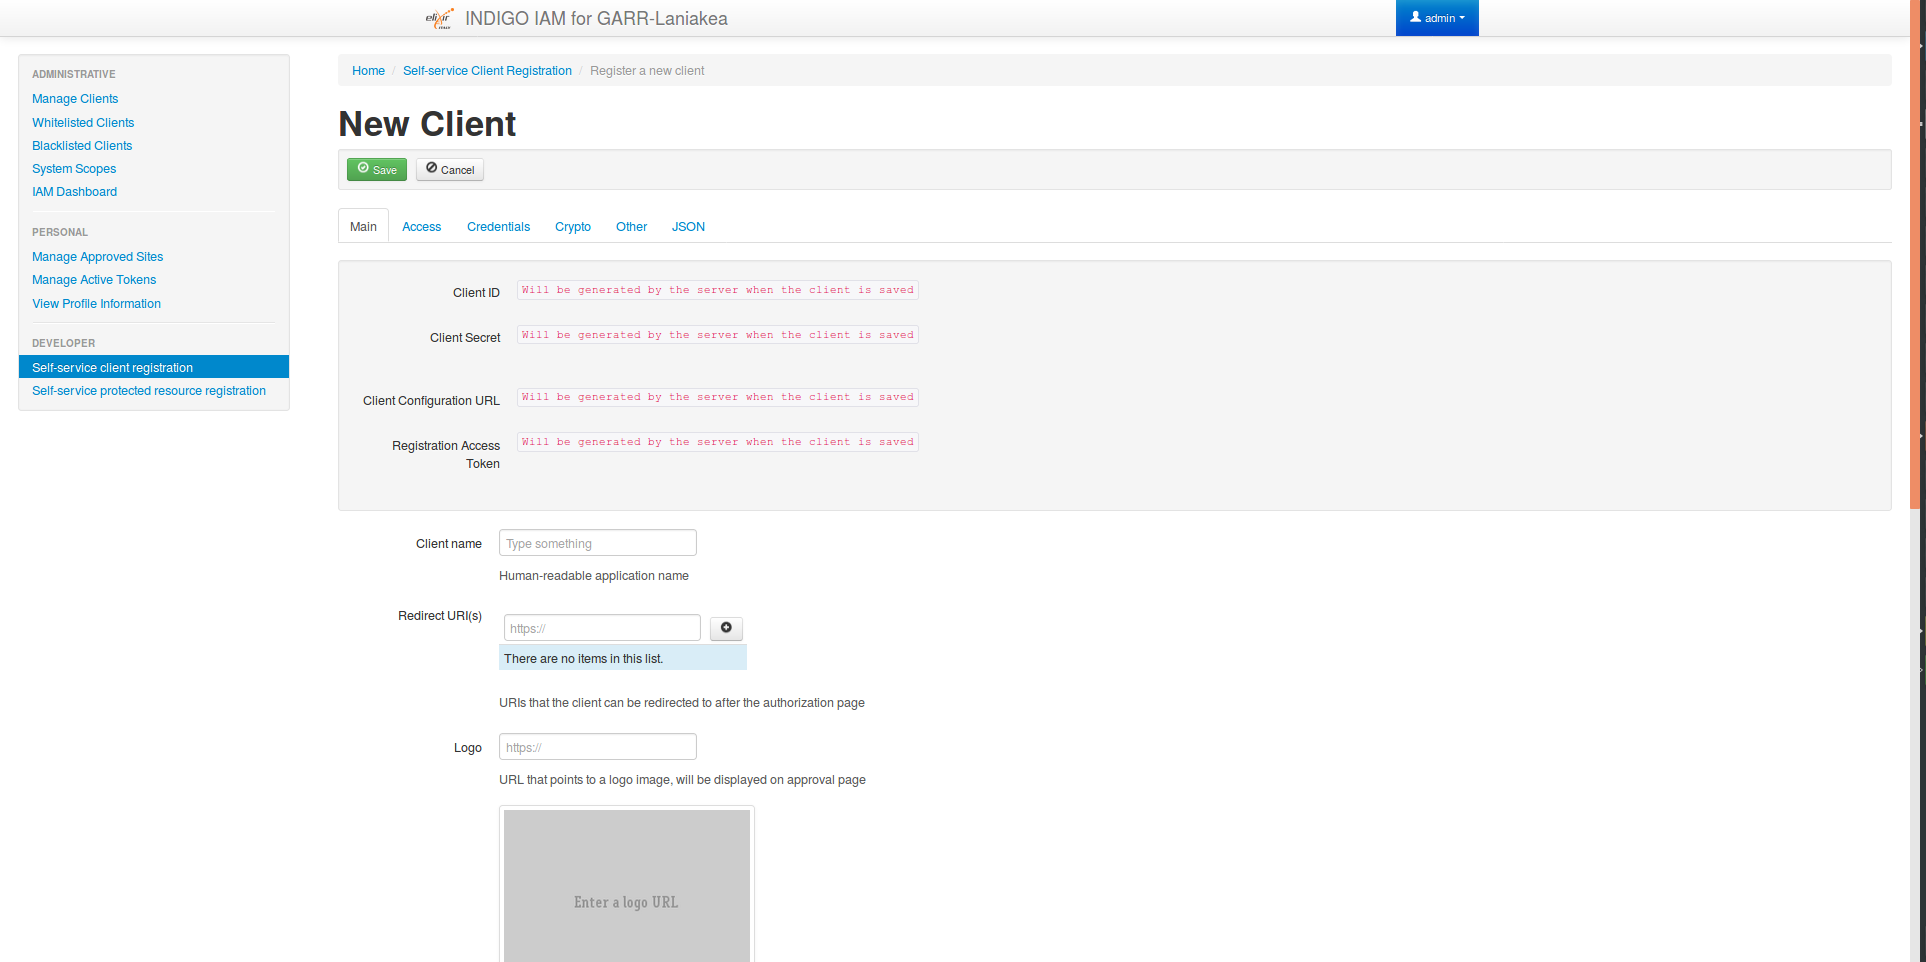 elixir INDIGO IAM for GARR-Laniakea
admin
ADMINISTRATIVE
Manage Clients
Whitelisted Clients
Blacklisted Clients
System Scopes
IAM Dashboard
PERSONAL
Manage Approved Sites
Manage Active Tokens
View Profile Information
DEVELOPER
Self-service client registration
Self-service protected resource registration
Home / Self-service Client Registration / Register a new client
New Client
Save Cancel
Main Access Credentials Crypto Other JSON
Client ID Will be generated by the server when the client is saved
Client Secret Will be generated by the server when the client is saved
Client Configuration URL Will be generated by the server when the client is saved
Registration Access Will be generated by the server when the client is saved
Token
Client name Type something
Human-readable application name
Redirect URI(s)
https://
There are no items in this list.
URIs that the client can be redirected to after the authorization page
Logo https://
URL that points to a logo image, will be displayed on approval page
Enter a logo URL